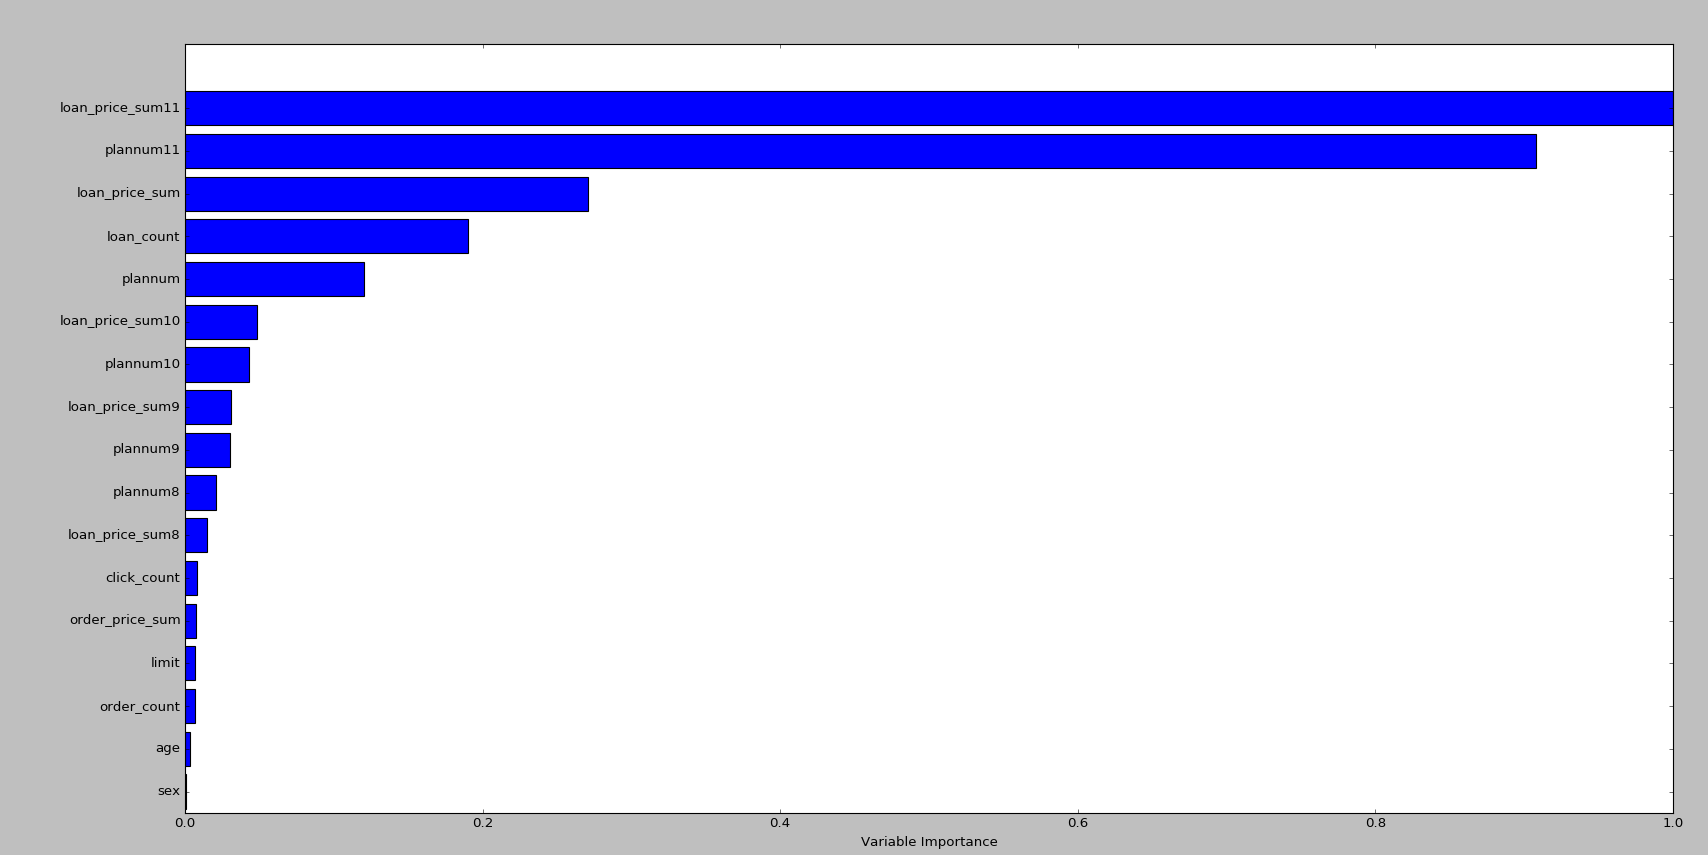 loan_price_sum11
plannum11
loan_price_sum
loan_count
plannum
loan_price_sum10
plannum10
loan_price_sum9
plannum9
plannum8
loan_price_sum8
click_count
order_price_sum
limit
order_count
age
sex
0.0 0.2 0.4 0.6 0.8 1.0
Variable Importance